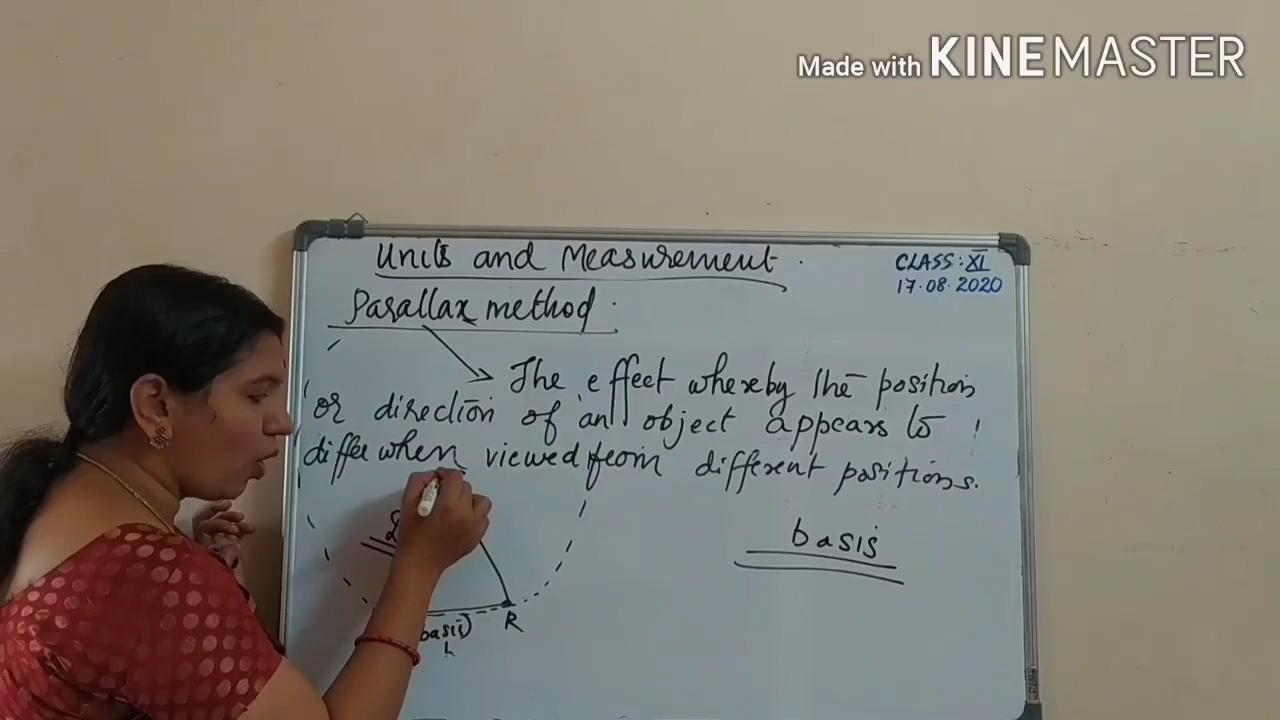 Made with KINEMASTER
Units and Measurement.
CLASS: XI
17.08.2020
Parallax method.
The effect whereby the position
or direction of an object appears to
differ when viewed from different positions.
basis
R
(basis)
L